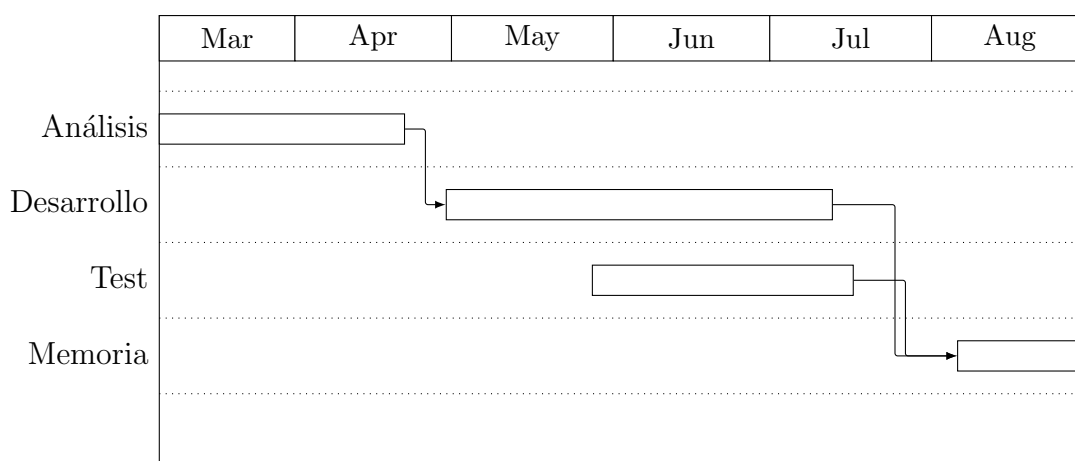 Mar Apr May Jun Jul Aug
Análisis
Desarrollo
Test
Memoria